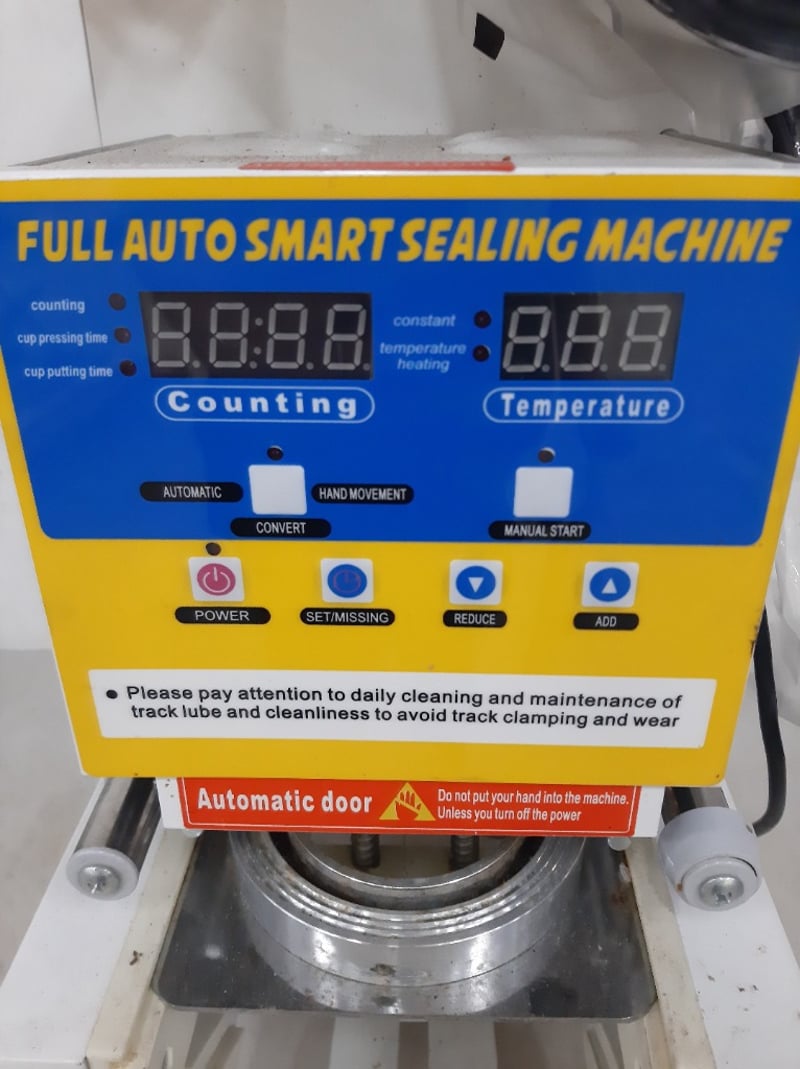 FULL AUTO SMART SEALING MACHINE
counting
cup pressing time
cup putting time
constant
temperature
heating
Counting
Temperature
AUTOMATIC
HAND MOVEMENT
CONVERT
MANUAL START
POWER
SET/MISSING
REDUCE
ADD
● Please pay attention to daily cleaning and maintenance of
track lube and cleanliness to avoid track clamping and wear
Automatic door
Do not put your hand into the machine.
Unless you turn off the power